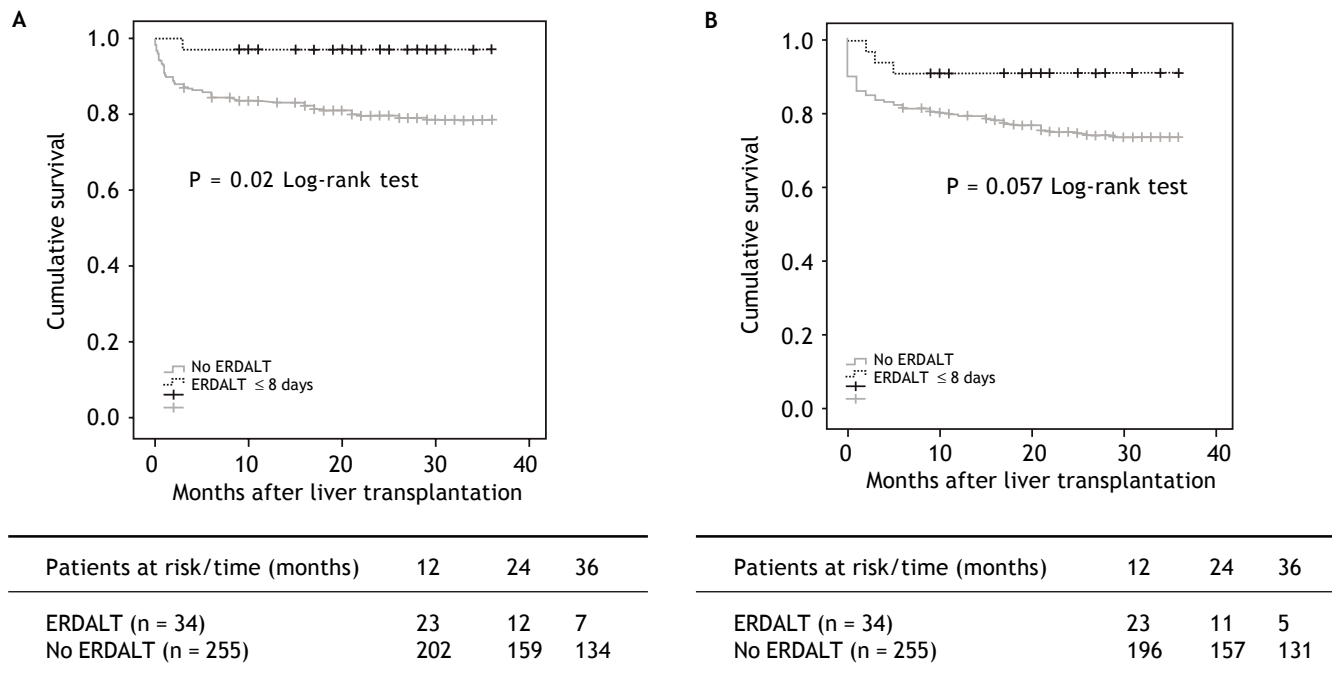 A
Cumulative survival
1.0
0.8
0.6
0.4
0.2
0.0
P = 0.02 Log-rank test
No ERDALT
ERDALT ≤ 8 days
0 10 20 30 40
Months after liver transplantation
Patients at risk/time (months) 12 24 36
ERDALT (n = 34) 23 12 7
No ERDALT (n = 255) 202 159 134
B
Cumulative survival
1.0
0.8
0.6
0.4
0.2
0.0
P = 0.057 Log-rank test
No ERDALT
ERDALT ≤ 8 days
0 10 20 30 40
Months after liver transplantation
Patients at risk/time (months) 12 24 36
ERDALT (n = 34) 23 11 5
No ERDALT (n = 255) 196 157 131